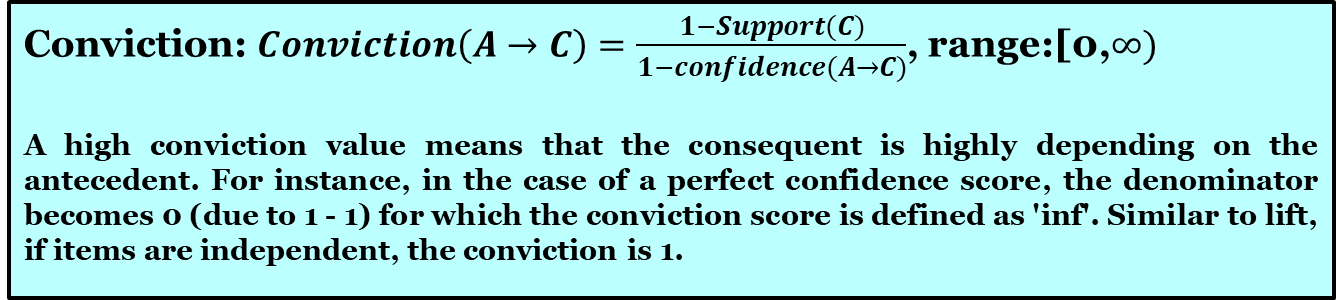 Conviction: Conviction(A → C) = 1−Support(C) / 1−confidence(A→C), range:[0,∞)
A high conviction value means that the consequent is highly depending on the
antecedent. For instance, in the case of a perfect confidence score, the denominator
becomes 0 (due to 1 - 1) for which the conviction score is defined as 'inf'. Similar to lift,
if items are independent, the conviction is 1.